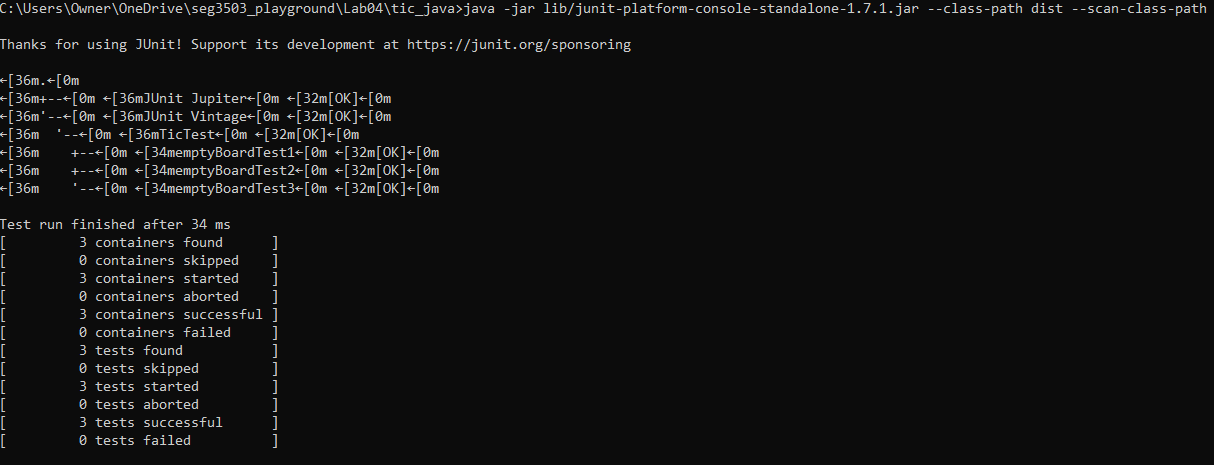 C:\Users\Owner\OneDrive\seg3503_playground\Lab04\tic_java>java -jar lib/junit-platform-console-standalone-1.7.1.jar --class-path dist --scan-class-path
Thanks for using JUnit! Support its development at https://junit.org/sponsoring
←[36m.←[0m
←[36m+--←[0m ←[36mJUnit Jupiter←[0m ←[32m[OK]←[0m
←[36m'--←[0m ←[36mJUnit Vintage←[0m ←[32m[OK]←[0m
←[36m  '--←[0m ←[36mTicTest←[0m ←[32m[OK]←[0m
←[36m    +--←[0m ←[34memptyBoardTest1←[0m ←[32m[OK]←[0m
←[36m    +--←[0m ←[34memptyBoardTest2←[0m ←[32m[OK]←[0m
←[36m    '--←[0m ←[34memptyBoardTest3←[0m ←[32m[OK]←[0m
Test run finished after 34 ms
[         3 containers found      ]
[         0 containers skipped    ]
[         3 containers started    ]
[         0 containers aborted    ]
[         3 containers successful ]
[         0 containers failed     ]
[         3 tests found           ]
[         0 tests skipped         ]
[         3 tests started         ]
[         0 tests aborted         ]
[         3 tests successful      ]
[         0 tests failed          ]